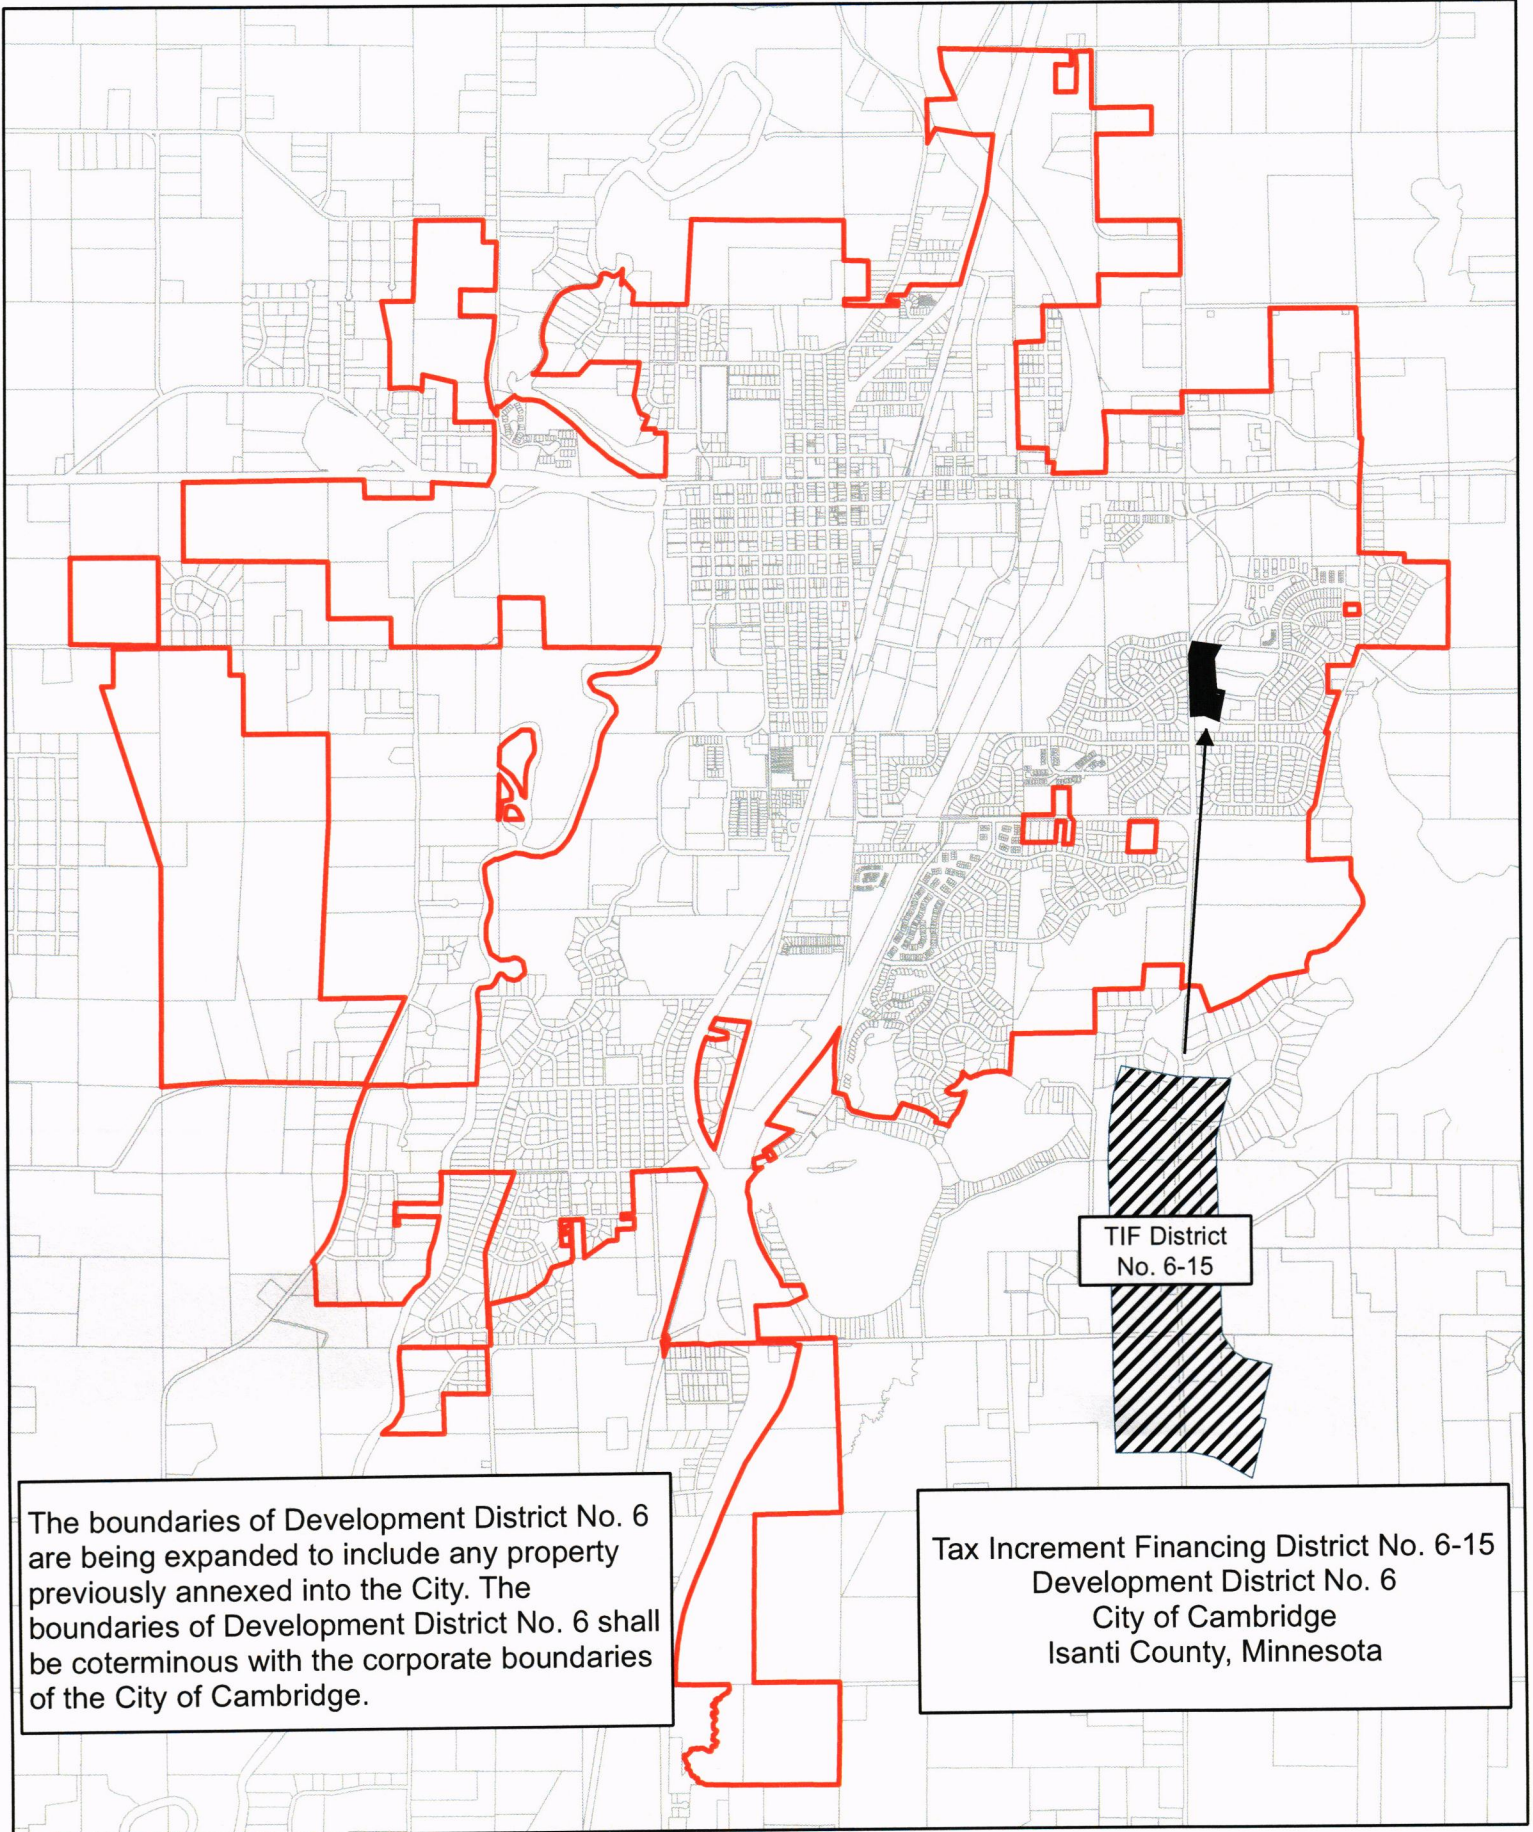 TIF District
No. 6-15
The boundaries of Development District No. 6
are being expanded to include any property
previously annexed into the City. The
boundaries of Development District No. 6 shall
be coterminous with the corporate boundaries
of the City of Cambridge.
Tax Increment Financing District No. 6-15
Development District No. 6
City of Cambridge
Isanti County, Minnesota